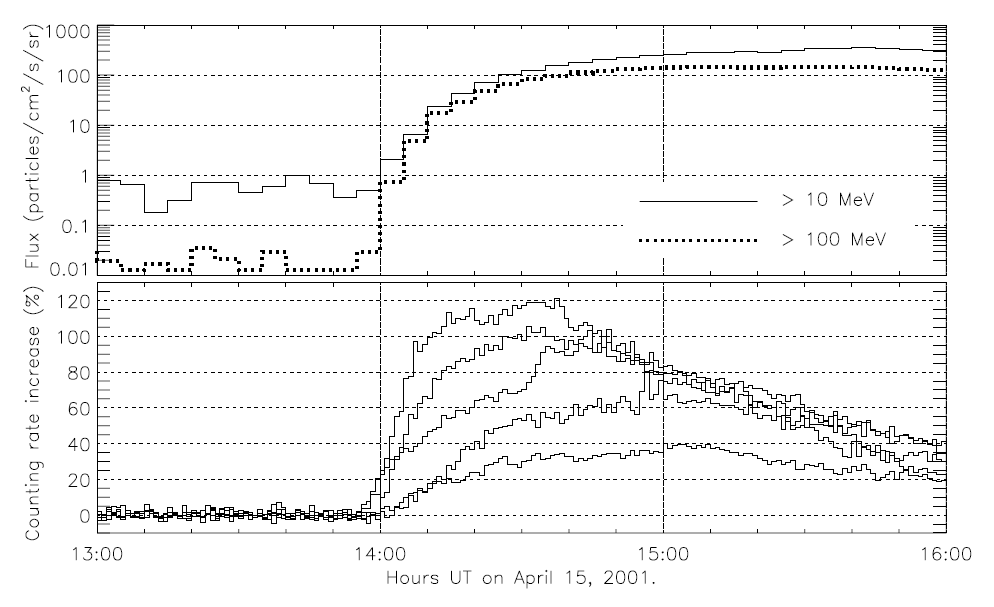 Flux (particles/cm²/s/sr)
1000
100
10
1
0.1
0.01
> 10 MeV
> 100 MeV
Counting rate increase (%)
120
100
80
60
40
20
0
13:00 14:00 15:00 16:00
Hours UT on April 15, 2001.